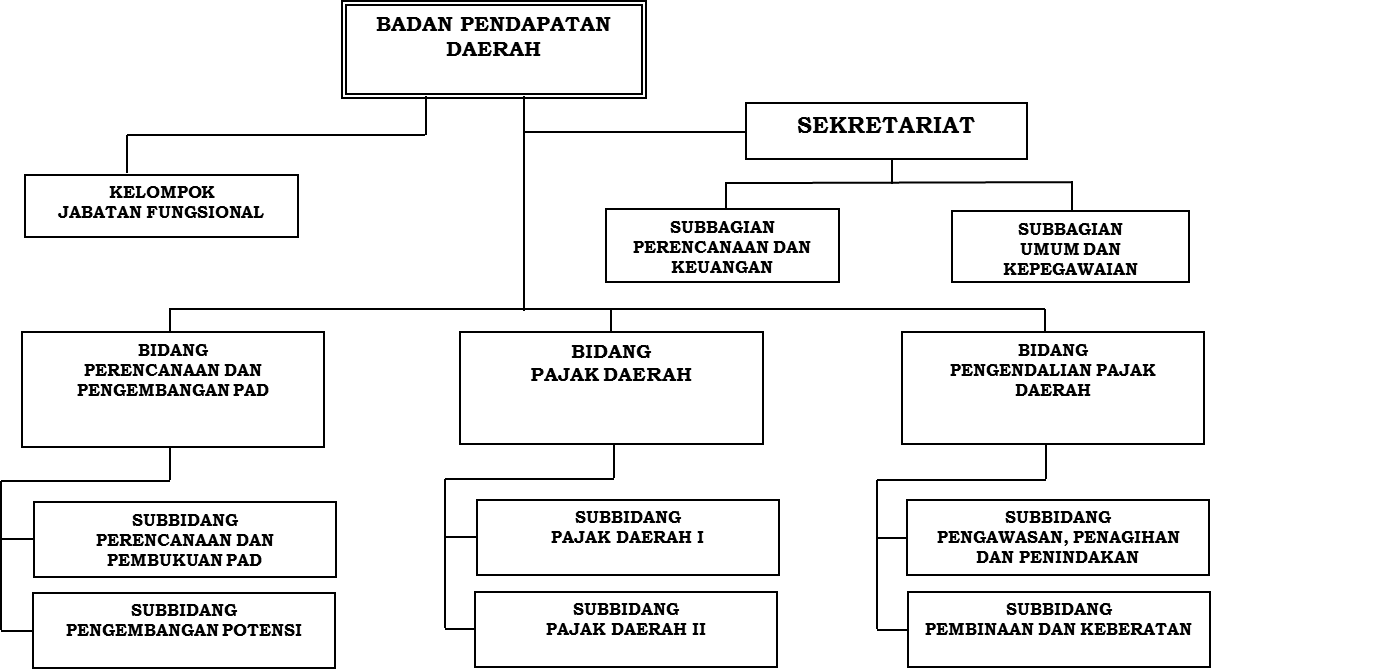 BADAN PENDAPATAN
DAERAH
SEKRETARIAT
KELOMPOK
JABATAN FUNGSIONAL
SUBBAGIAN
PERENCANAAN DAN
KEUANGAN
SUBBAGIAN
UMUM DAN
KEPEGAWAIAN
BIDANG
PERENCANAAN DAN
PENGEMBANGAN PAD
BIDANG
PAJAK DAERAH
BIDANG
PENGENDALIAN PAJAK
DAERAH
SUBBIDANG
PERENCANAAN DAN
PEMBUKUAN PAD
SUBBIDANG
PAJAK DAERAH I
SUBBIDANG
PENGAWASAN, PENAGIHAN
DAN PENINDAKAN
SUBBIDANG
PENGEMBANGAN POTENSI
SUBBIDANG
PAJAK DAERAH II
SUBBIDANG
PEMBINAAN DAN KEBERATAN